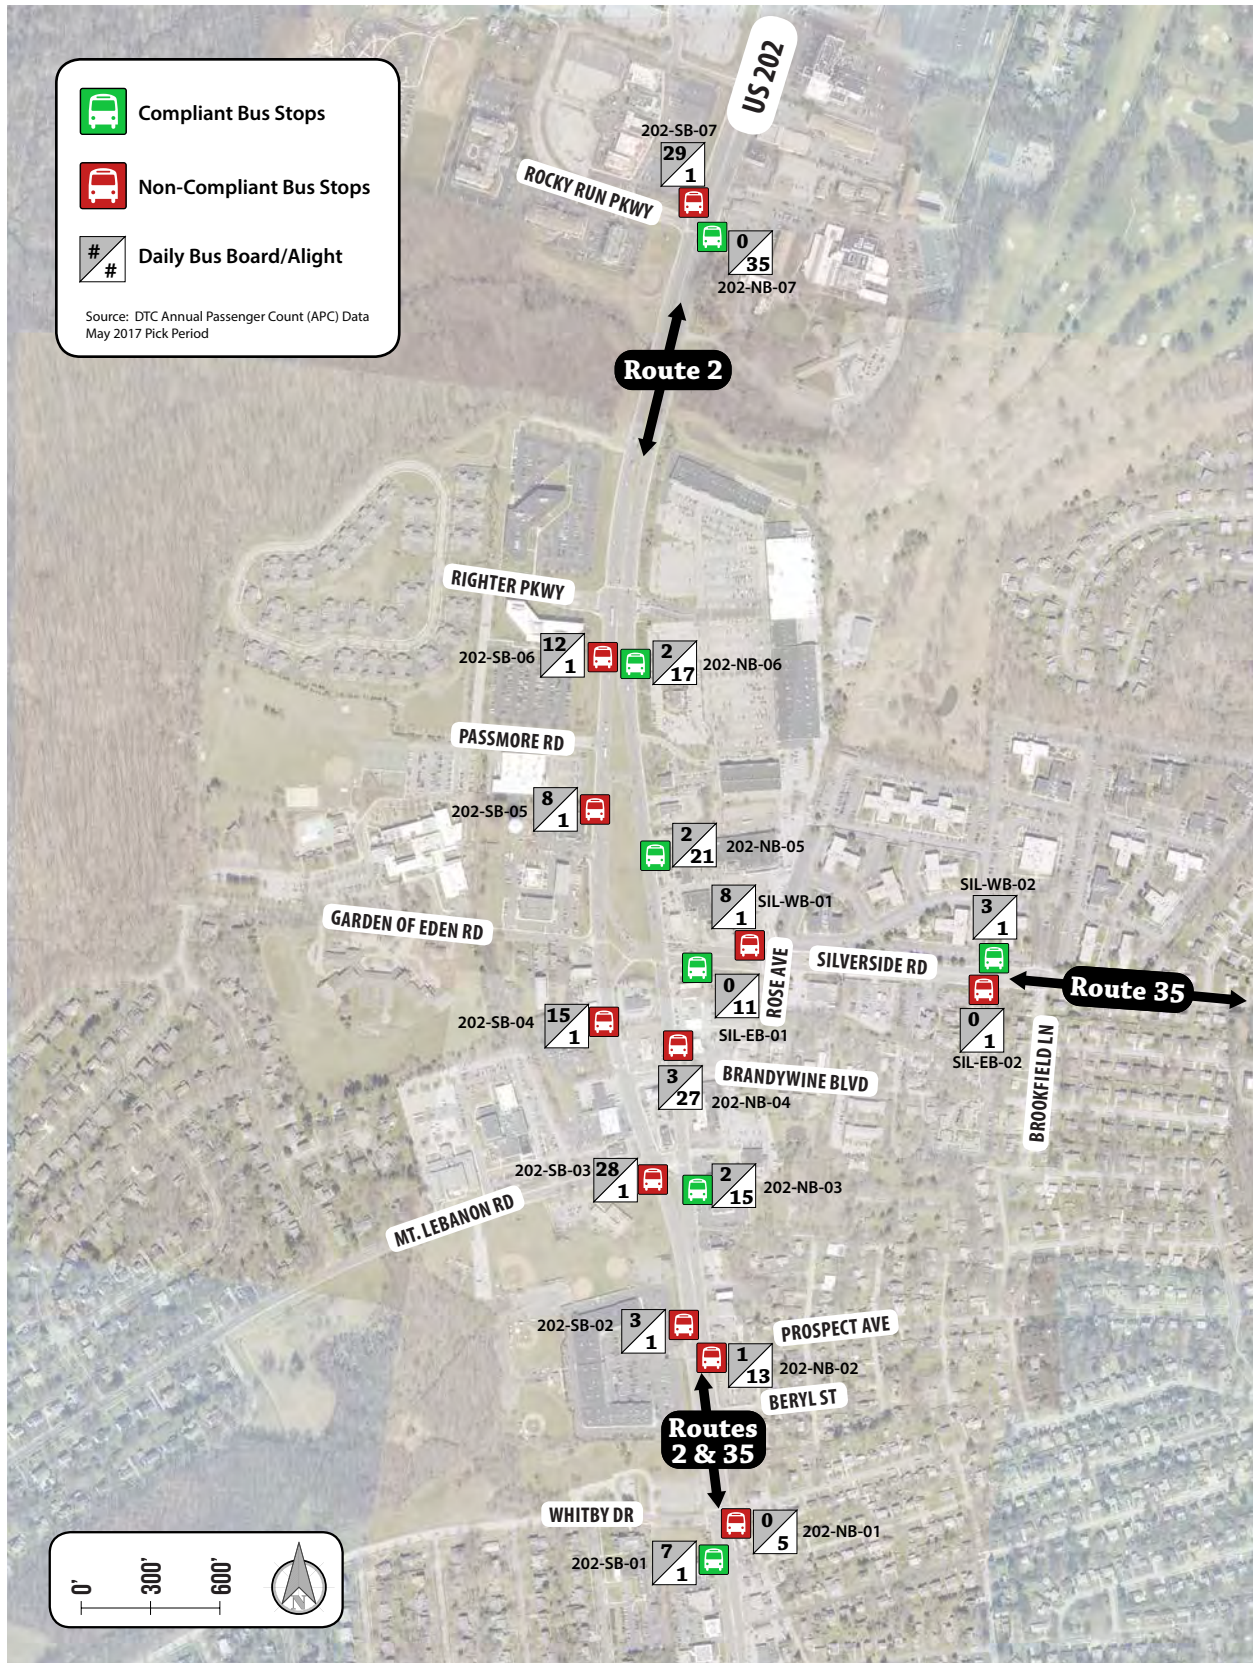 US 202
Compliant Bus Stops
Non-Compliant Bus Stops
#
#
Daily Bus Board/Alight
Source: DTC Annual Passenger Count (APC) Data
May 2017 Pick Period
202-SB-07
29
1
ROCKY RUN PKWY
0
35
202-NB-07
Route 2
RIGHTER PKWY
202-SB-06
12
1
2
17
202-NB-06
PASSMORE RD
202-SB-05
8
1
2
21
202-NB-05
8
1
SIL-WB-01
SIL-WB-02
3
1
GARDEN OF EDEN RD
ROSE AVE
SILVERSIDE RD
Route 35
0
11
SIL-EB-01
0
1
SIL-EB-02
202-SB-04
15
1
BROOKFIELD LN
BRANDYWINE BLVD
3
27
202-NB-04
202-SB-03
28
1
2
15
202-NB-03
MT. LEBANON RD
202-SB-02
3
1
PROSPECT AVE
1
13
202-NB-02
BERYL ST
Routes
2 & 35
WHITBY DR
0
5
202-NB-01
202-SB-01
7
1
0'
300'
600'
N